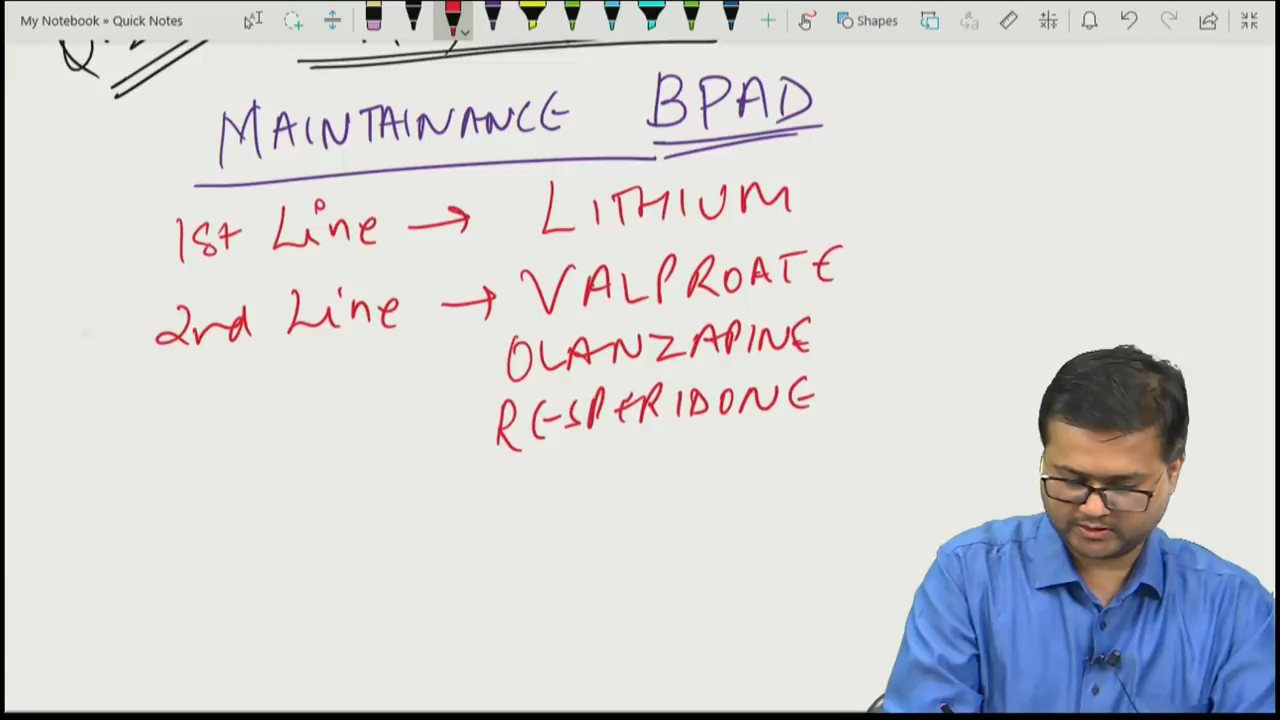 My Notebook » Quick Notes
Shapes
MAINTAINANCE BPAD
1st Line → LITHIUM
2nd Line → VALPROATE
OLANZAPINE
RESPERIDONE